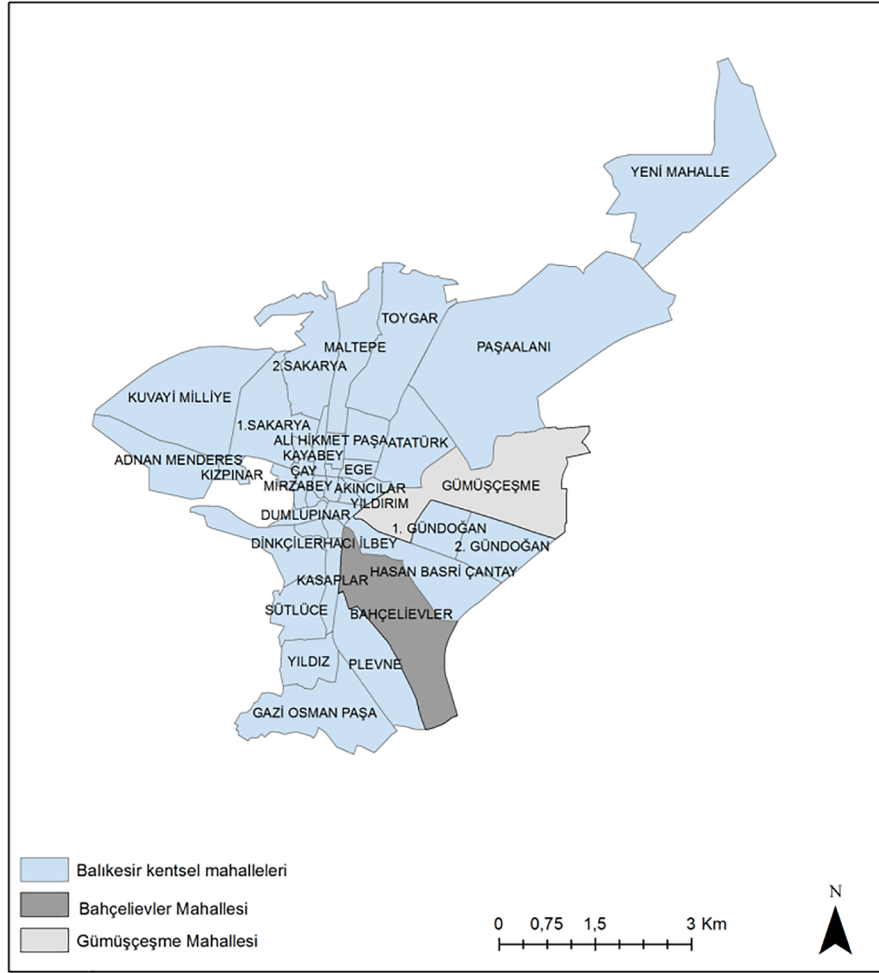 YENİ MAHALLE
TOYGAR
MALTEPE
PAŞAALANI
2.SAKARYA
KUVAYİ MİLLİYE
1.SAKARYA
ALİ HİKMET PAŞA
ATATÜRK
KAYABEY
ADNAN MENDERES
KIZPINAR
ÇAY
EGE
MİRZABEY
AKINCILAR
GÜMÜŞÇEŞME
YILDIRIM
DUMLUPINAR
1. GÜNDOĞAN
DİNKÇİLER
HACI İLBEY
2. GÜNDOĞAN
KASAPLAR
HASAN BASRİ ÇANTAY
SÜTLÜCE
BAHÇELİEVLER
YILDIZ
PLEVNE
GAZİ OSMAN PAŞA
Balıkesir kentsel mahalleleri
Bahçelievler Mahallesi
Gümüşçeşme Mahallesi
0 0,75 1,5 3 Km
N